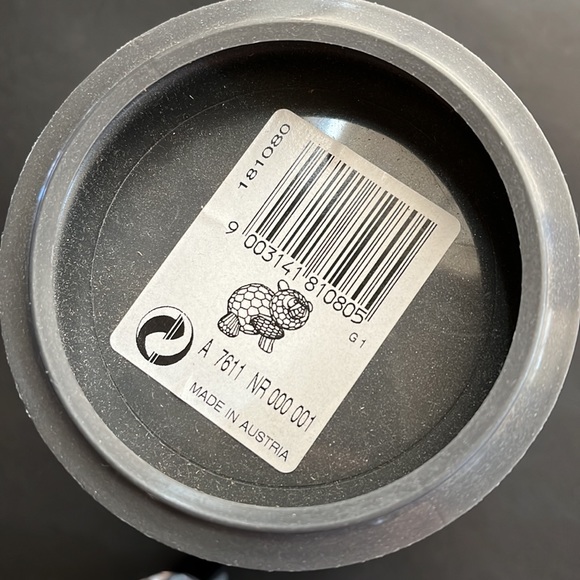 181080
9 003141 810805
G 1
A 7611 NR 000 001
MADE IN AUSTRIA